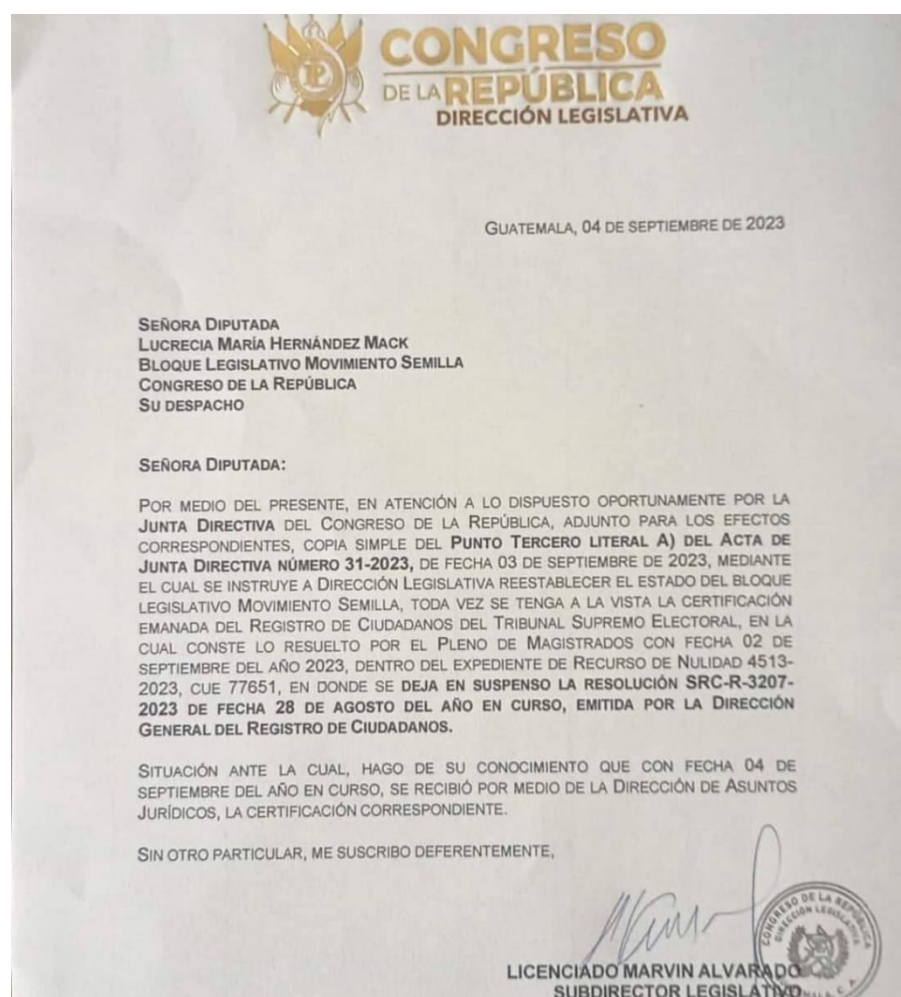 CONGRESO
DE LA REPÚBLICA
DIRECCIÓN LEGISLATIVA
GUATEMALA, 04 DE SEPTIEMBRE DE 2023
SEÑORA DIPUTADA
LUCRECIA MARÍA HERNÁNDEZ MACK
BLOQUE LEGISLATIVO MOVIMIENTO SEMILLA
CONGRESO DE LA REPÚBLICA
SU DESPACHO
SEÑORA DIPUTADA:
POR MEDIO DEL PRESENTE, EN ATENCIÓN A LO DISPUESTO OPORTUNAMENTE POR LA
JUNTA DIRECTIVA DEL CONGRESO DE LA REPÚBLICA, ADJUNTO PARA LOS EFECTOS
CORRESPONDIENTES, COPIA SIMPLE DEL PUNTO TERCERO LITERAL A) DEL ACTA DE
JUNTA DIRECTIVA NÚMERO 31-2023, DE FECHA 03 DE SEPTIEMBRE DE 2023, MEDIANTE
EL CUAL SE INSTRUYE A DIRECCIÓN LEGISLATIVA REESTABLECER EL ESTADO DEL BLOQUE
LEGISLATIVO MOVIMIENTO SEMILLA, TODA VEZ SE TENGA A LA VISTA LA CERTIFICACIÓN
EMANADA DEL REGISTRO DE CIUDADANOS DEL TRIBUNAL SUPREMO ELECTORAL, EN LA
CUAL CONSTE LO RESUELTO POR EL PLENO DE MAGISTRADOS CON FECHA 02 DE
SEPTIEMBRE DEL AÑO 2023, DENTRO DEL EXPEDIENTE DE RECURSO DE NULIDAD 4513-
2023, CUE 77651, EN DONDE SE DEJA EN SUSPENSO LA RESOLUCIÓN SRC-R-3207-
2023 DE FECHA 28 DE AGOSTO DEL AÑO EN CURSO, EMITIDA POR LA DIRECCIÓN
GENERAL DEL REGISTRO DE CIUDADANOS.
SITUACIÓN ANTE LA CUAL, HAGO DE SU CONOCIMIENTO QUE CON FECHA 04 DE
SEPTIEMBRE DEL AÑO EN CURSO, SE RECIBIÓ POR MEDIO DE LA DIRECCIÓN DE ASUNTOS
JURÍDICOS, LA CERTIFICACIÓN CORRESPONDIENTE.
SIN OTRO PARTICULAR, ME SUSCRIBO DEFERENTEMENTE,
CONGRESO DE LA REPÚBLICA
DIRECCIÓN LEGISLATIVA
LICENCIADO MARVIN ALVARADO
SUBDIRECTOR LEGISLATIVO